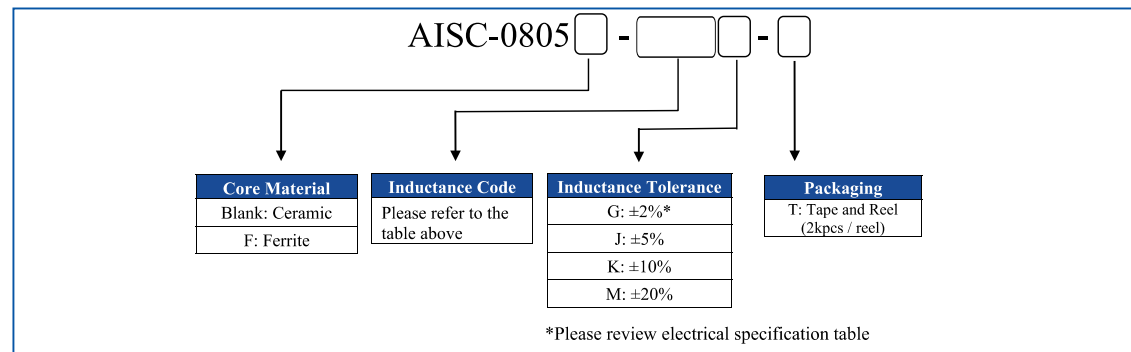 AISC-0805 - -
Core Material
Blank: Ceramic
F: Ferrite
Inductance Code
Please refer to the
table above
Inductance Tolerance
G: ±2%*
J: ±5%
K: ±10%
M: ±20%
Packaging
T: Tape and Reel
(2kpcs / reel)
*Please review electrical specification table